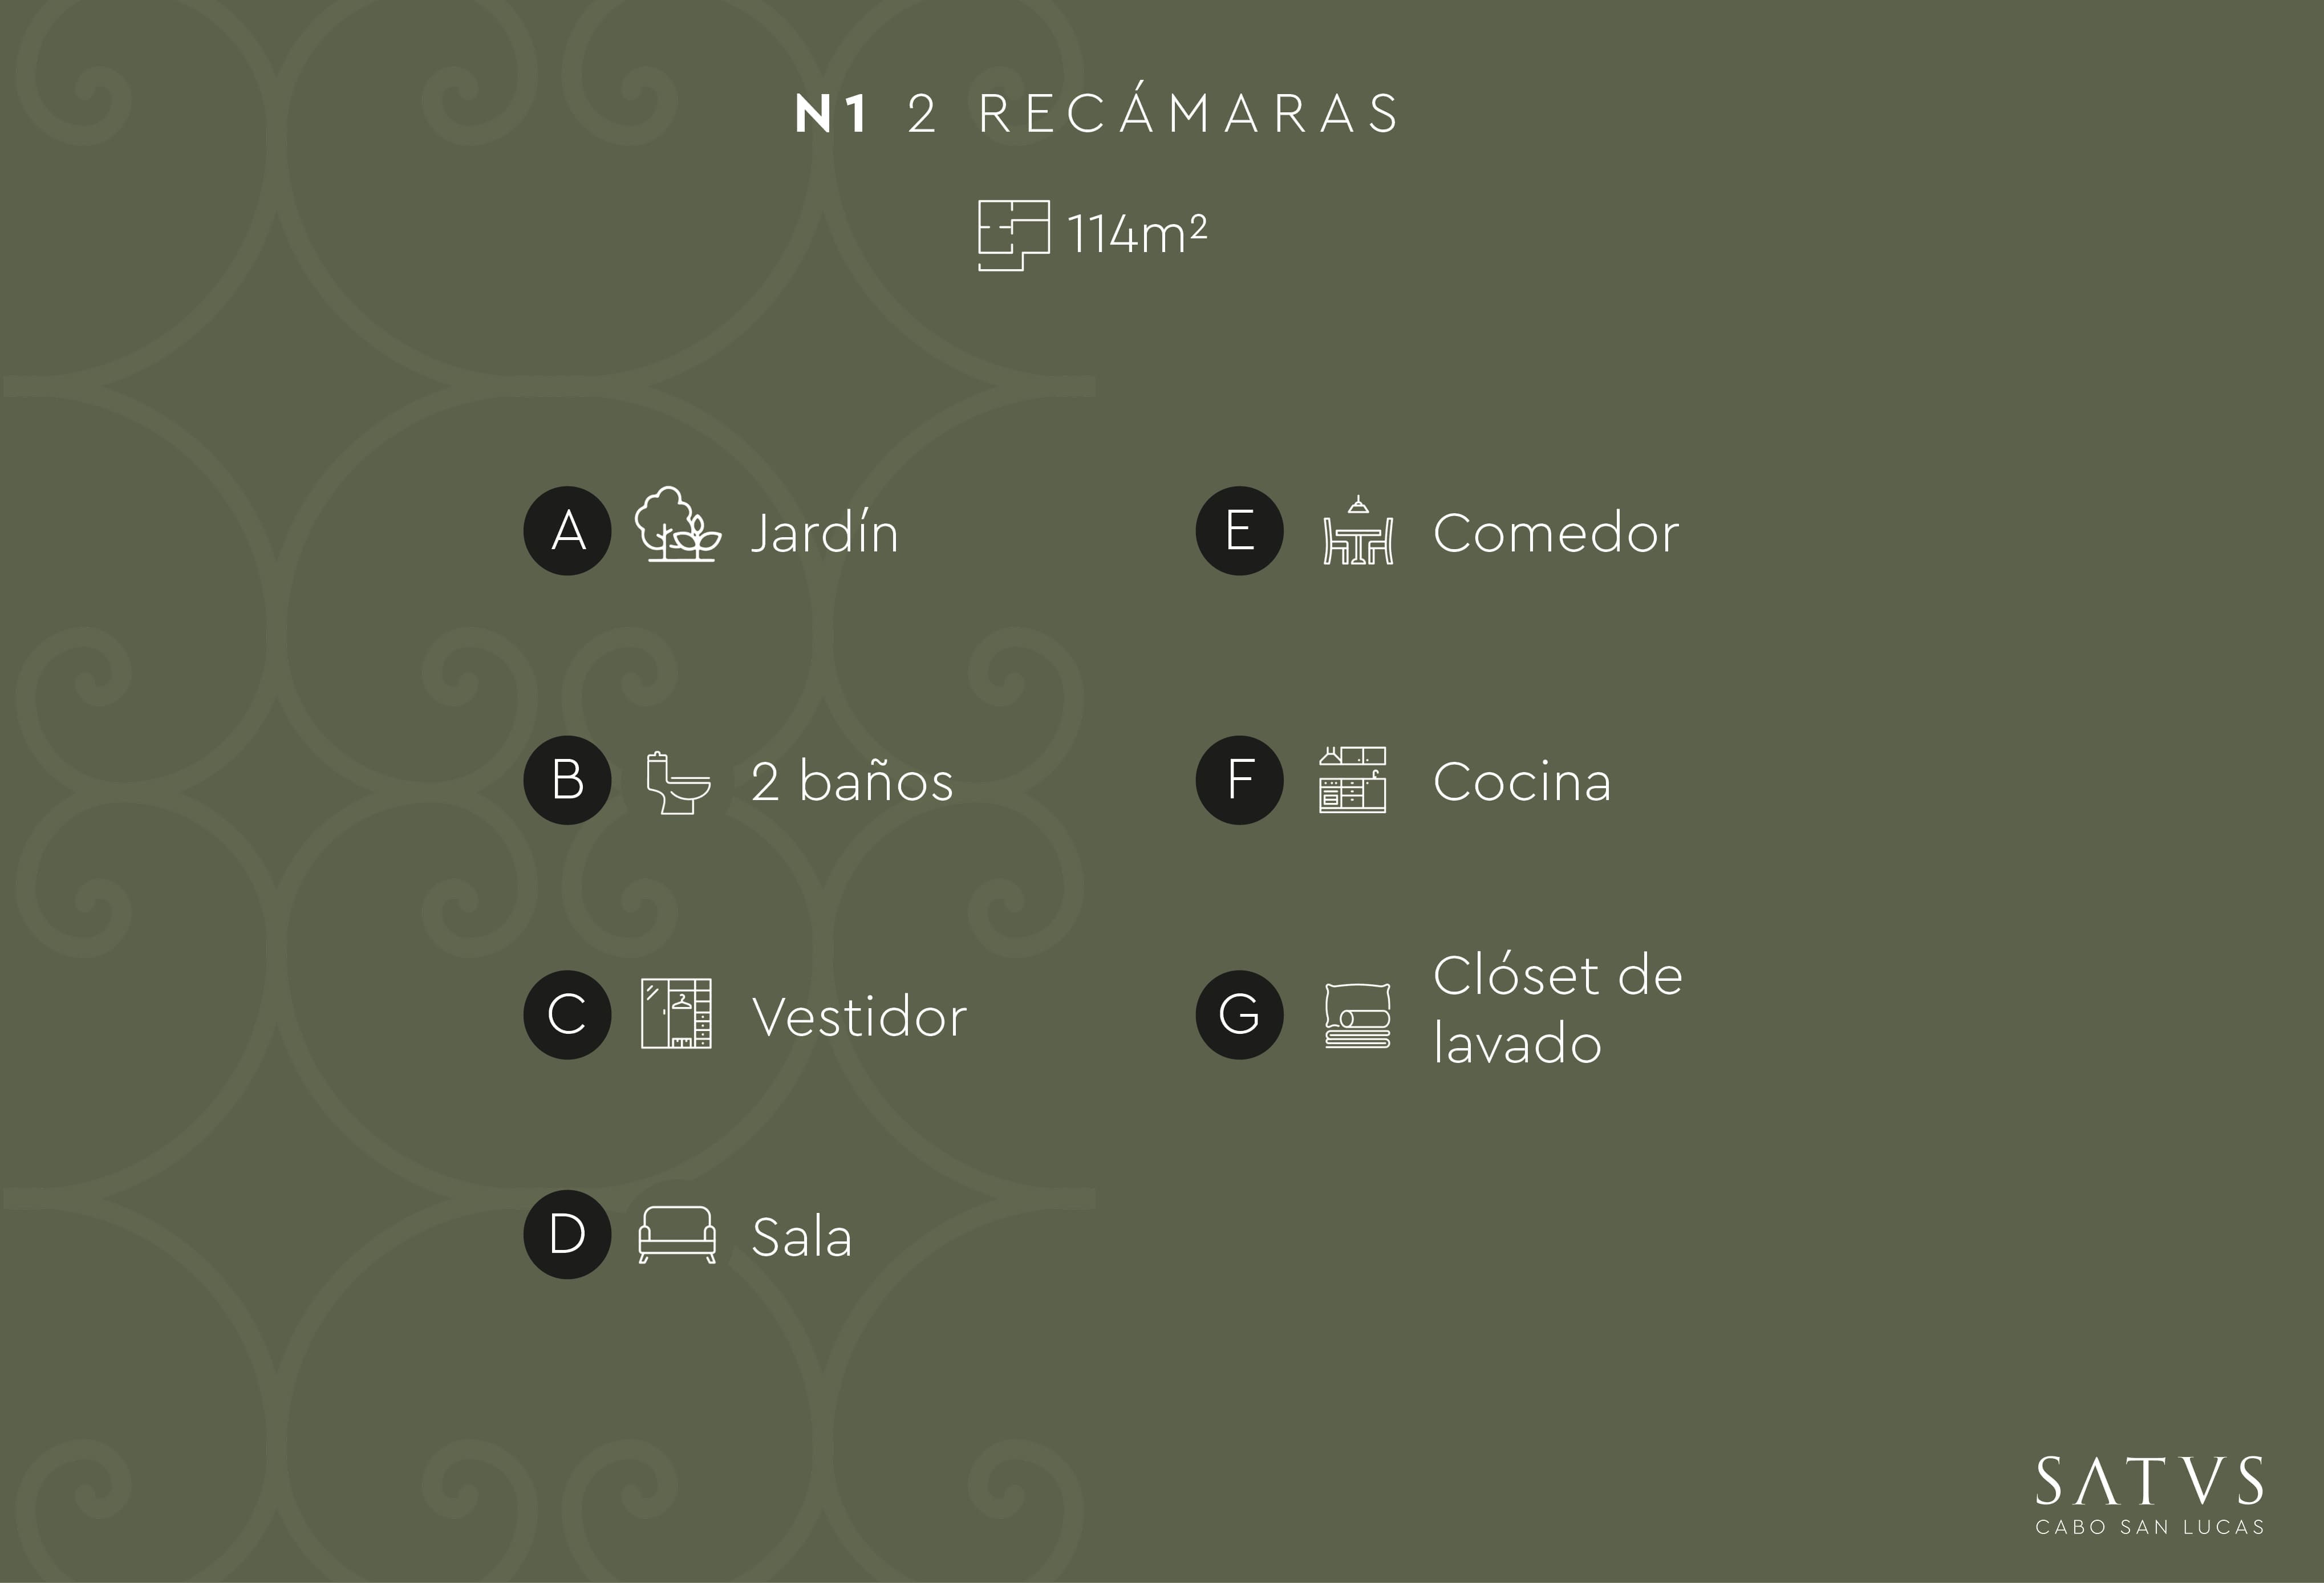 N1 2 RECÁMARAS
114m²
A Jardín
B 2 baños
C Vestidor
D Sala
E Comedor
F Cocina
G Clóset de
lavado
SATVS
CABO SAN LUCAS